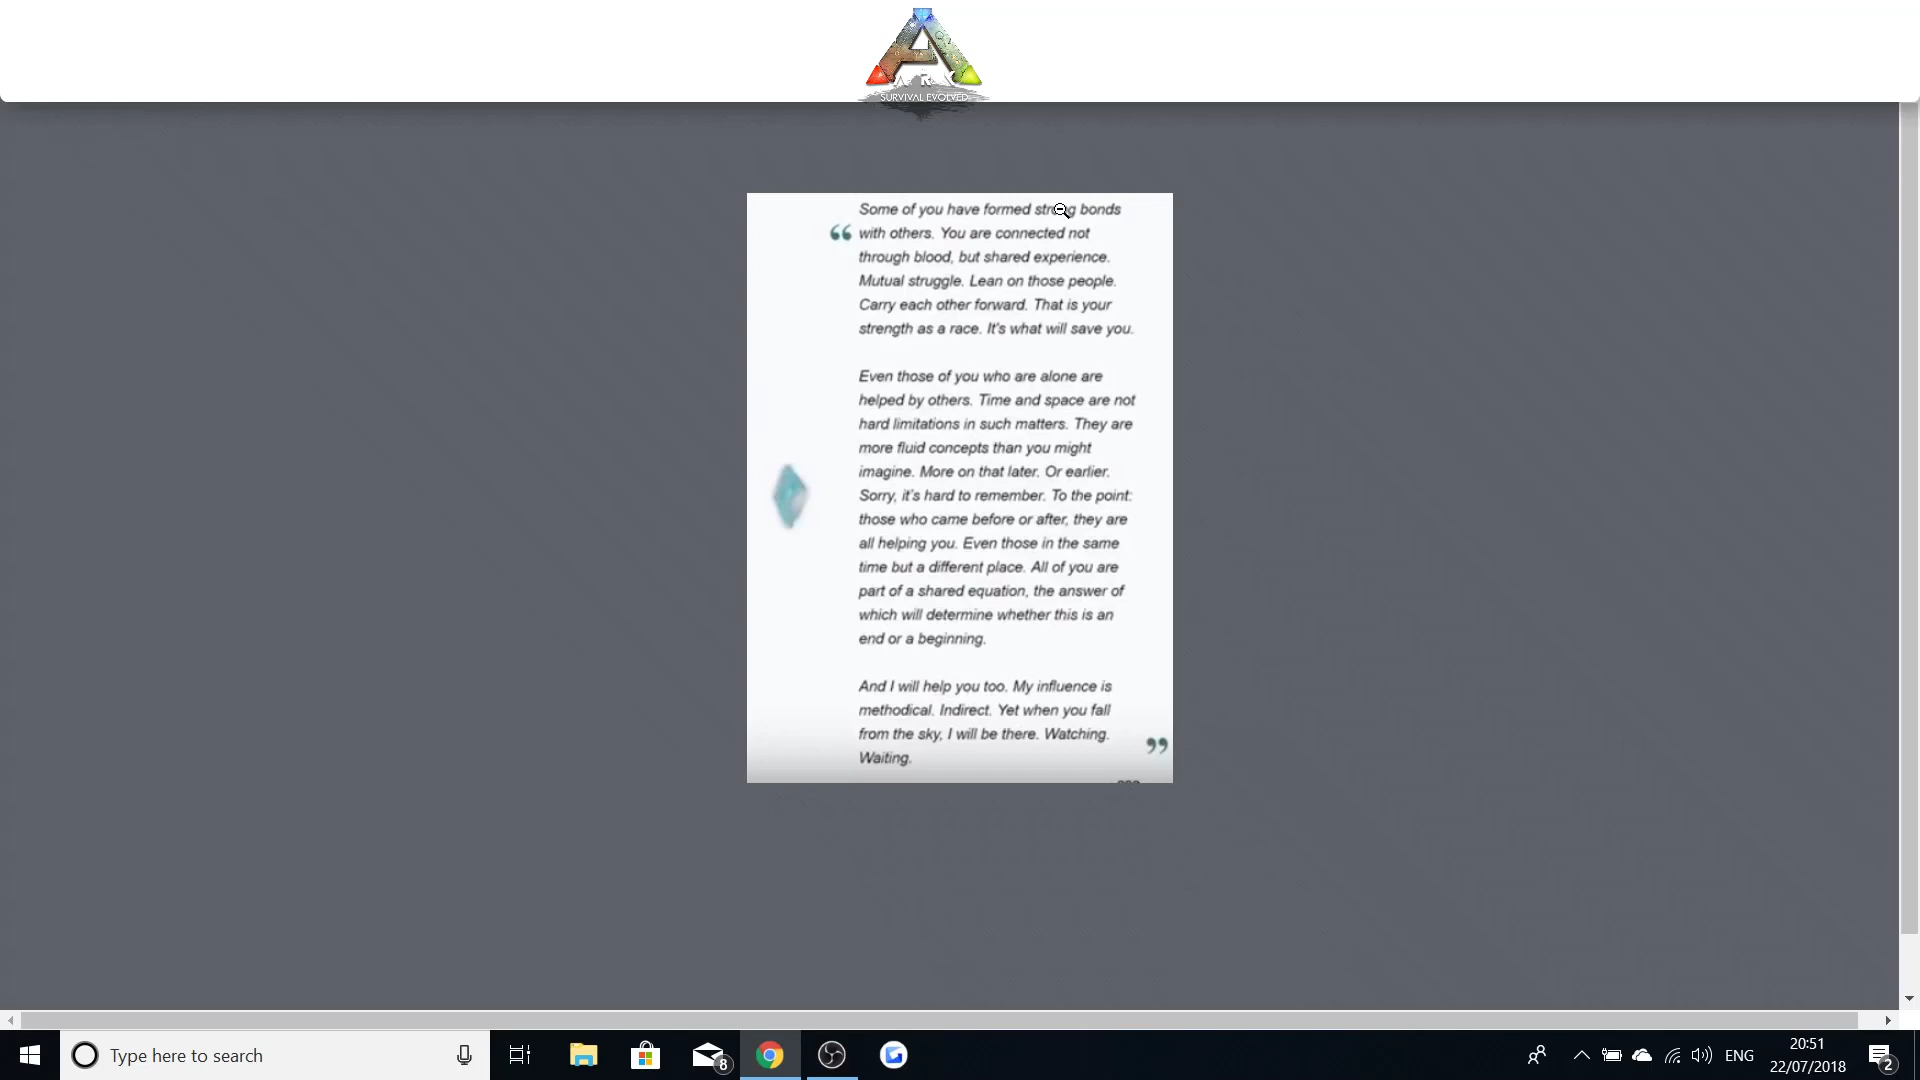 ARK
SURVIVAL EVOLVED
Some of you have formed strong bonds
“ with others. You are connected not
through blood, but shared experience.
Mutual struggle. Lean on those people.
Carry each other forward. That is your
strength as a race. It's what will save you.
Even those of you who are alone are
helped by others. Time and space are not
hard limitations in such matters. They are
more fluid concepts than you might
imagine. More on that later. Or earlier.
Sorry, it's hard to remember. To the point:
those who came before or after, they are
all helping you. Even those in the same
time but a different place. All of you are
part of a shared equation, the answer of
which will determine whether this is an
end or a beginning.
And I will help you too. My influence is
methodical. Indirect. Yet when you fall
from the sky, I will be there. Watching.
Waiting. ”
Type here to search
8
ENG
20:51
22/07/2018
2